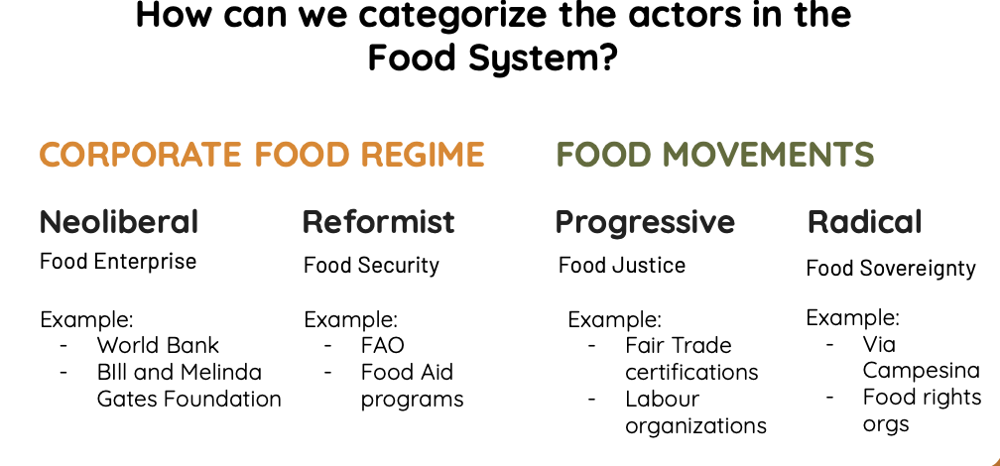 How can we categorize the actors in the
Food System?
CORPORATE FOOD REGIME
FOOD MOVEMENTS
Neoliberal
Food Enterprise
Example:
- World Bank
- BIll and Melinda
Gates Foundation
Reformist
Food Security
Example:
- FAO
- Food Aid
programs
Progressive
Food Justice
Example:
- Fair Trade
certifications
- Labour
organizations
Radical
Food Sovereignty
Example:
- Via
Campesina
- Food rights
orgs